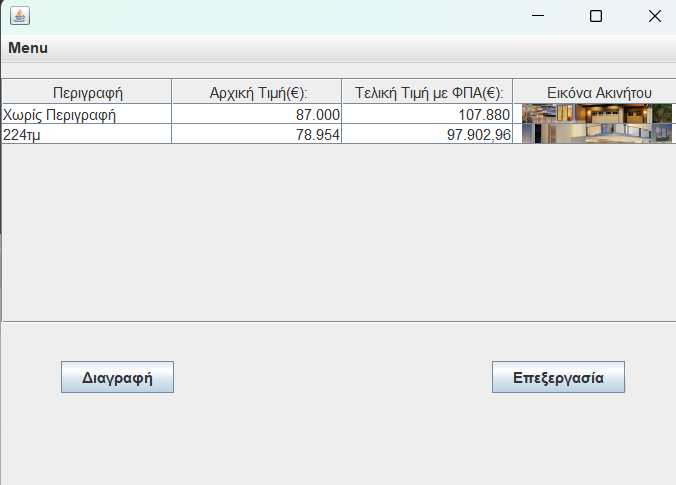 Menu
Περιγραφή Αρχική Τιμή(€): Τελική Τιμή με ΦΠΑ(€): Εικόνα Ακινήτου
Χωρίς Περιγραφή 87.000 107.880
224τμ 78.954 97.902,96
Διαγραφή Επεξεργασία